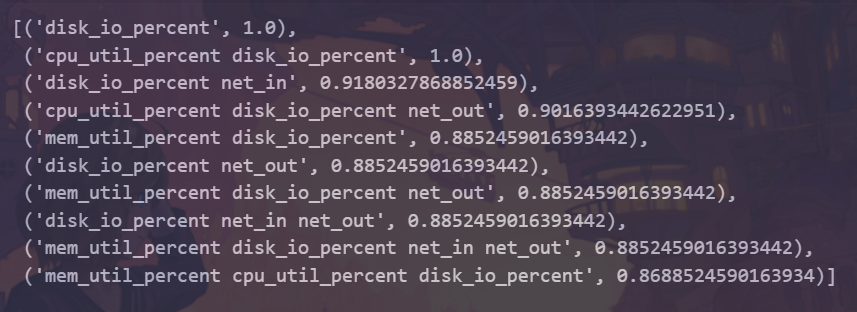 [('disk_io_percent', 1.0),
('cpu_util_percent disk_io_percent', 1.0),
('disk_io_percent net_in', 0.9180327868852459),
('cpu_util_percent disk_io_percent net_out', 0.9016393442622951),
('mem_util_percent disk_io_percent', 0.8852459016393442),
('disk_io_percent net_out', 0.8852459016393442),
('mem_util_percent disk_io_percent net_out', 0.8852459016393442),
('disk_io_percent net_in net_out', 0.8852459016393442),
('mem_util_percent disk_io_percent net_in net_out', 0.8852459016393442),
('mem_util_percent cpu_util_percent disk_io_percent', 0.8688524590163934)]